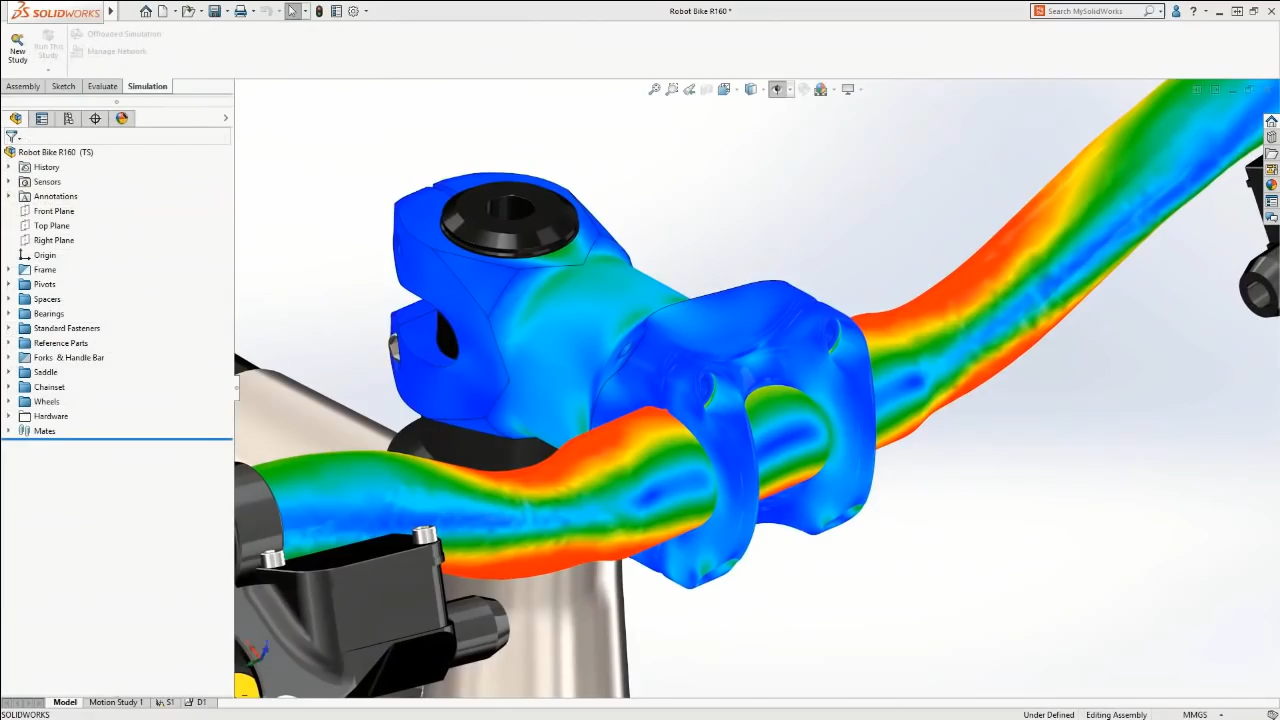 SOLIDWORKS
Robot Bike R160 *
Search MySolidWorks
?
New Study
Run This Study
Offloaded Simulation
Manage Network
Assembly
Sketch
Evaluate
Simulation
Robot Bike R160 (TS)
History
Sensors
Annotations
Front Plane
Top Plane
Right Plane
Origin
Frame
Pivots
Spacers
Bearings
Standard Fasteners
Reference Parts
Forks & Handle Bar
Saddle
Chainset
Wheels
Hardware
Mates
Model
Motion Study 1
S1
D1
SOLIDWORKS
Under Defined
Editing Assembly
MMGS